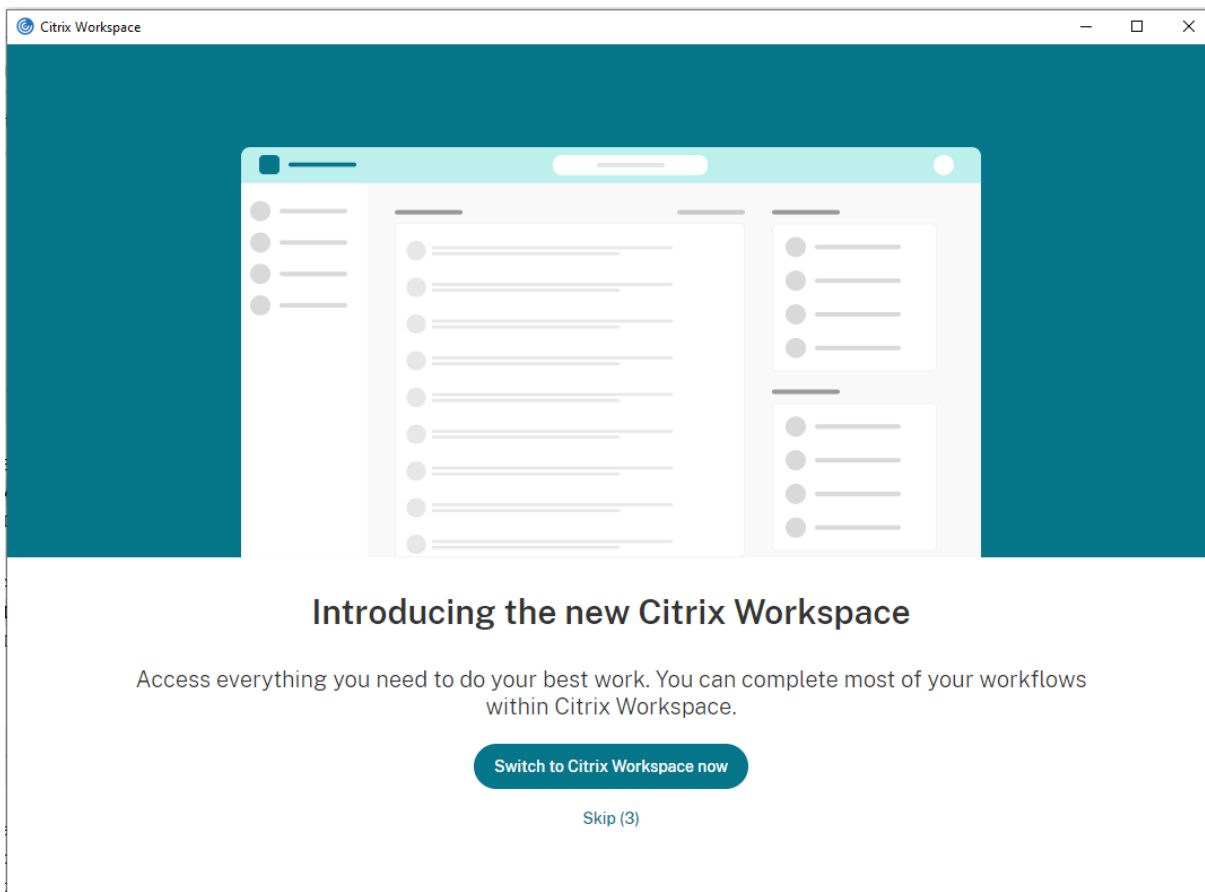 Citrix Workspace
Introducing the new Citrix Workspace
Access everything you need to do your best work. You can complete most of your workflows
within Citrix Workspace.
Switch to Citrix Workspace now
Skip (3)